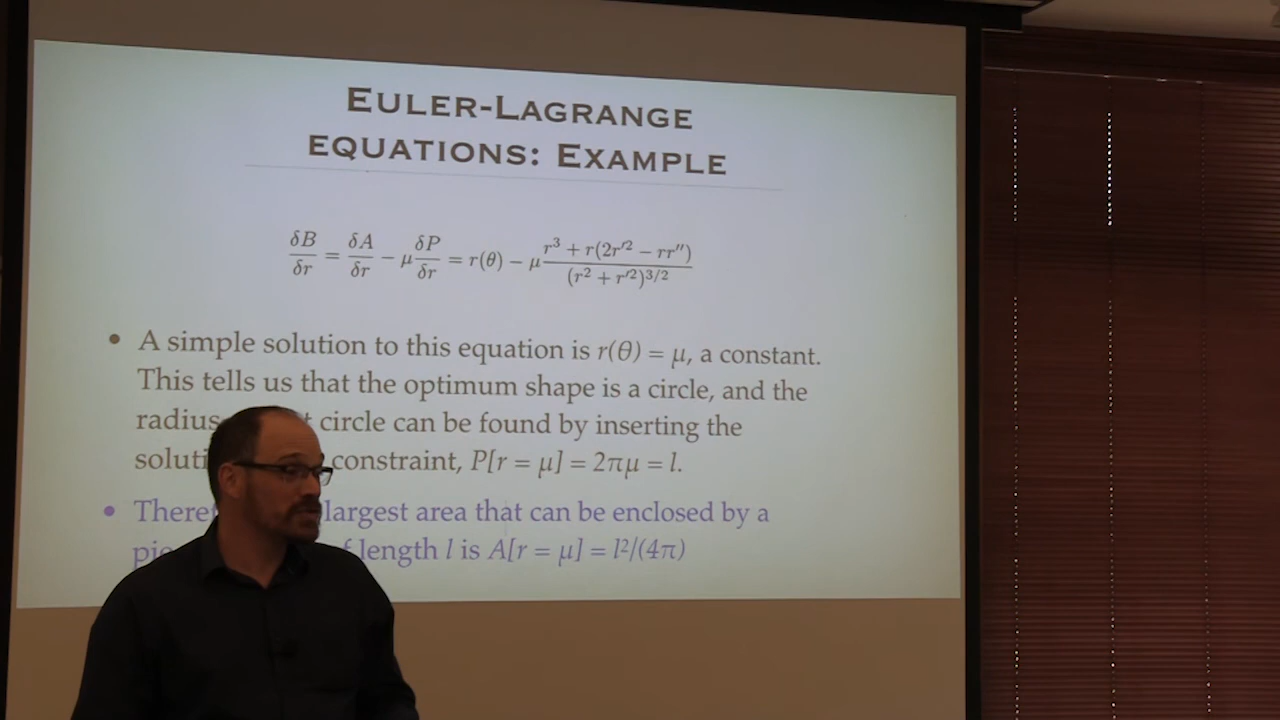 EULER-LAGRANGE
EQUATIONS: EXAMPLE
δB/δr = δA/δr − μ δP/δr = r(θ) − μ (r³ + r(2r′² − rr″))/(r² + r′²)^3/2
• A simple solution to this equation is r(θ) = μ, a constant.
This tells us that the optimum shape is a circle, and the
radius circle can be found by inserting the
constraint, P[r = μ] = 2πμ = l.
• largest area that can be enclosed by a
length l is A[r = μ] = l²/(4π)